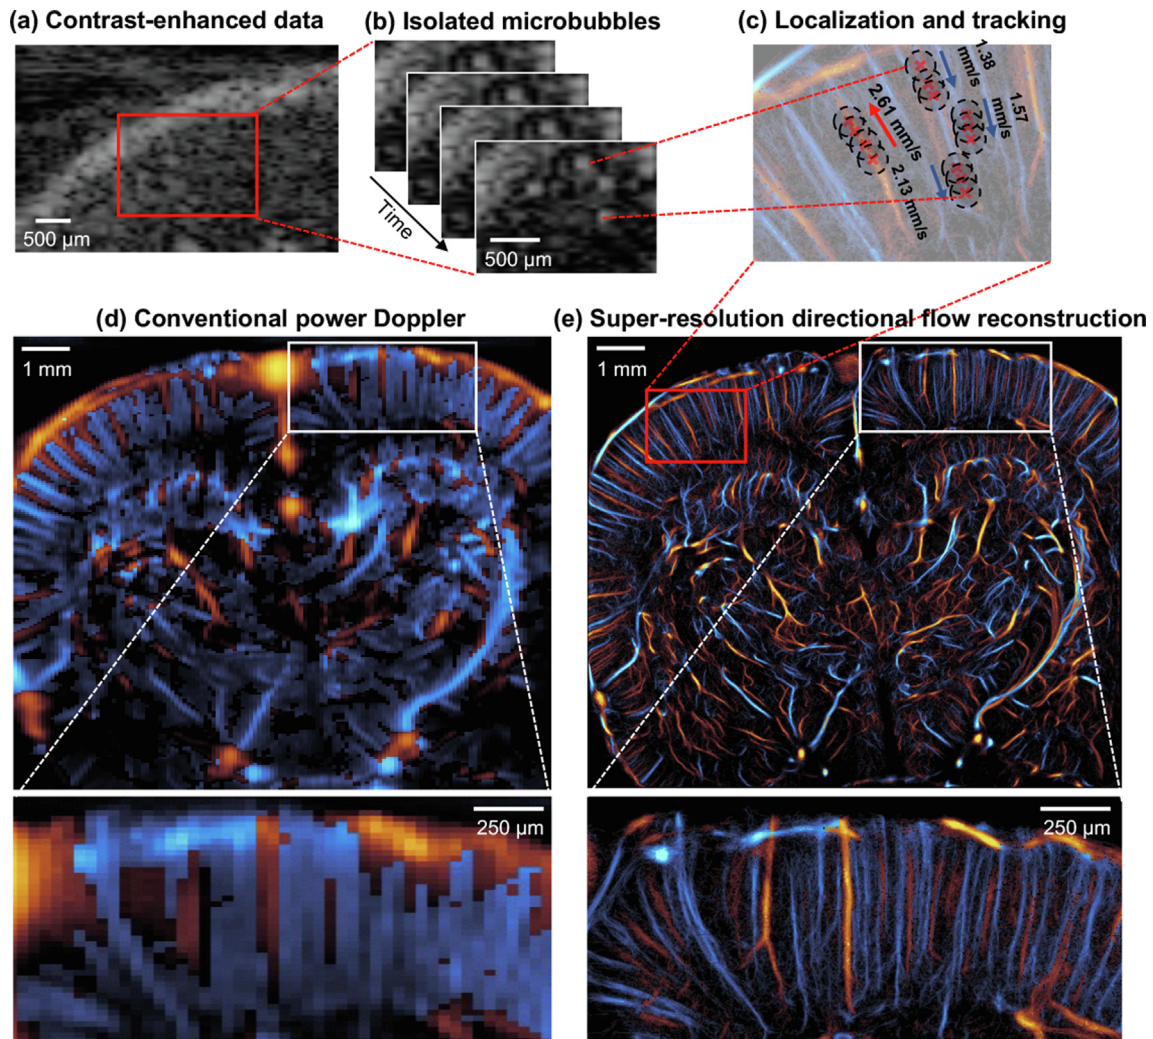 (a) Contrast-enhanced data
(b) Isolated microbubbles
(c) Localization and tracking
500 µm
Time
500 µm
1.38
mm/s
1.57
mm/s
2.61 mm/s
2.13 mm/s
(d) Conventional power Doppler
(e) Super-resolution directional flow reconstruction
1 mm
1 mm
250 µm
250 µm